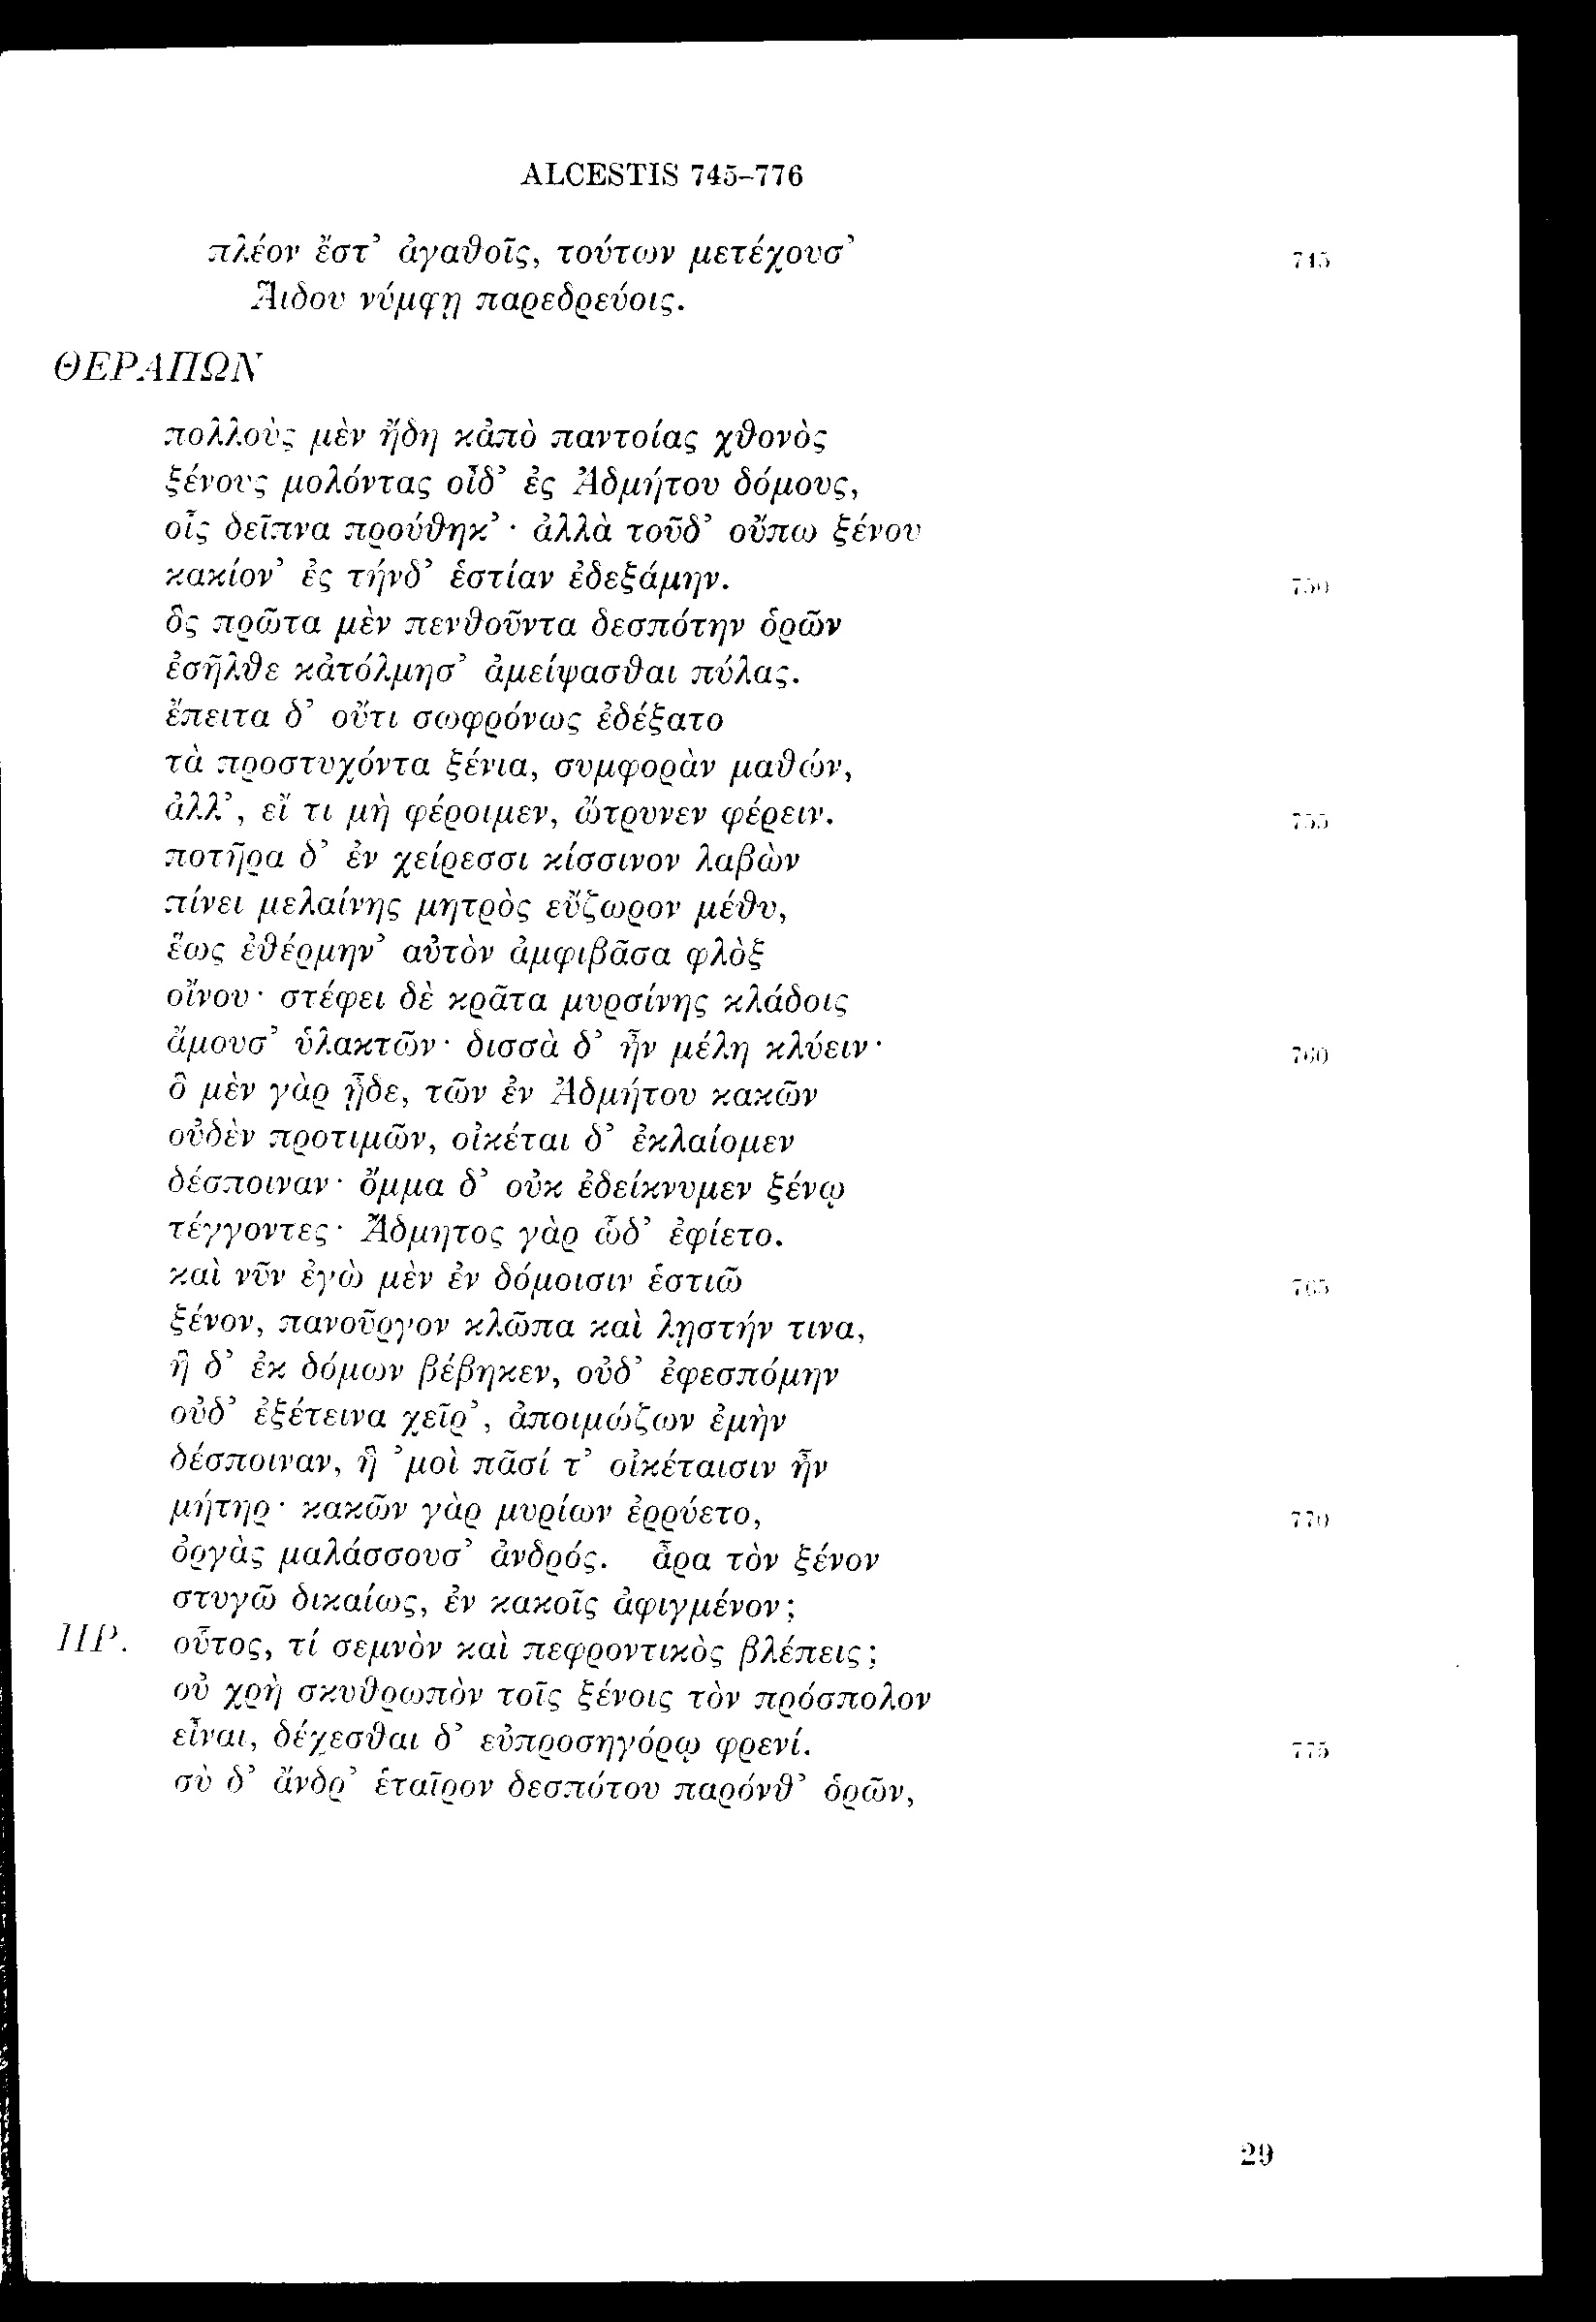 ALCESTIS 745–776
πλέον ἔστ’ ἀγαθοῖς, τούτων μετέχουσ’ 745
Ἅιδου νύμφῃ παρεδρεύοις.
ΘΕΡΑΠΩΝ
πολλοὺς μὲν ἤδη κἀπὸ παντοίας χθονὸς
ξένους μολόντας οἶδ’ ἐς Ἀδμήτου δόμους,
οἷς δεῖπνα προύθηκ’· ἀλλὰ τοῦδ’ οὔπω ξένου
κακίον’ ἐς τήνδ’ ἑστίαν ἐδεξάμην. 750
ὃς πρῶτα μὲν πενθοῦντα δεσπότην ὁρῶν
ἐσῆλθε κἀτόλμησ’ ἀμείψασθαι πύλας.
ἔπειτα δ’ οὔτι σωφρόνως ἐδέξατο
τὰ προστυχόντα ξένια, συμφορὰν μαθών,
ἀλλ’, εἴ τι μὴ φέροιμεν, ὤτρυνεν φέρειν. 755
ποτῆρα δ’ ἐν χείρεσσι κίσσινον λαβὼν
πίνει μελαίνης μητρὸς εὔζωρον μέθυ,
ἕως ἐθέρμην’ αὐτὸν ἀμφιβᾶσα φλὸξ
οἴνου· στέφει δὲ κρᾶτα μυρσίνης κλάδοις
ἄμουσ’ ὑλακτῶν· δισσὰ δ’ ἦν μέλη κλύειν· 760
ὃ μὲν γὰρ ᾖδε, τῶν ἐν Ἀδμήτου κακῶν
οὐδὲν προτιμῶν, οἰκέται δ’ ἐκλαίομεν
δέσποιναν· ὄμμα δ’ οὐκ ἐδείκνυμεν ξένῳ
τέγγοντες· Ἄδμητος γὰρ ὧδ’ ἐφίετο.
καὶ νῦν ἐγὼ μὲν ἐν δόμοισιν ἑστιῶ 765
ξένον, πανοῦργον κλῶπα καὶ λῃστήν τινα,
ἣ δ’ ἐκ δόμων βέβηκεν, οὐδ’ ἐφεσπόμην
οὐδ’ ἐξέτεινα χεῖρ’, ἀποιμώζων ἐμὴν
δέσποιναν, ἣ ’μοὶ πᾶσί τ’ οἰκέταισιν ἦν
μήτηρ· κακῶν γὰρ μυρίων ἐρρύετο, 770
ὀργὰς μαλάσσουσ’ ἀνδρός. ἆρα τὸν ξένον
στυγῶ δικαίως, ἐν κακοῖς ἀφιγμένον;
ΗΡ. οὗτος, τί σεμνὸν καὶ πεφροντικὸς βλέπεις;
οὐ χρὴ σκυθρωπὸν τοῖς ξένοις τὸν πρόσπολον
εἶναι, δέχεσθαι δ’ εὐπροσηγόρῳ φρενί. 775
σὺ δ’ ἄνδρ’ ἑταῖρον δεσπότου παρόνθ’ ὁρῶν,
29